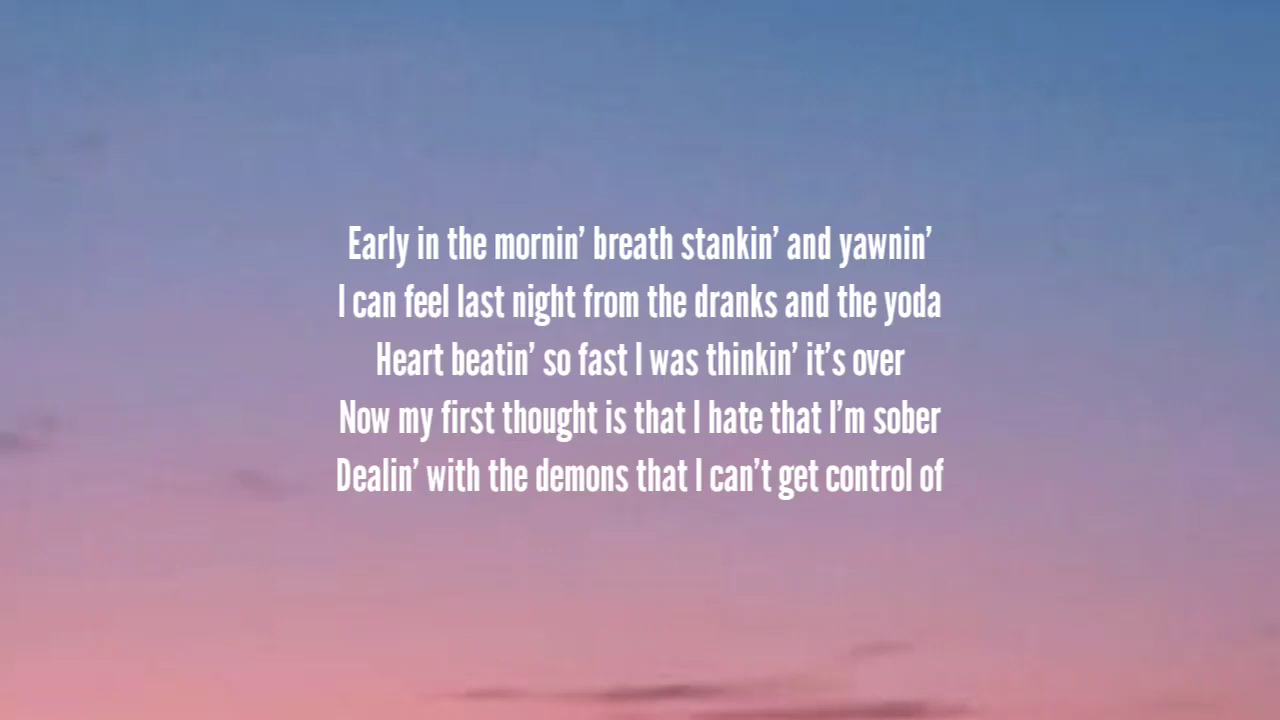 Early in the mornin’ breath stankin’ and yawnin’
I can feel last night from the dranks and the yoda
Heart beatin’ so fast I was thinkin’ it’s over
Now my first thought is that I hate that I’m sober
Dealin’ with the demons that I can’t get control of